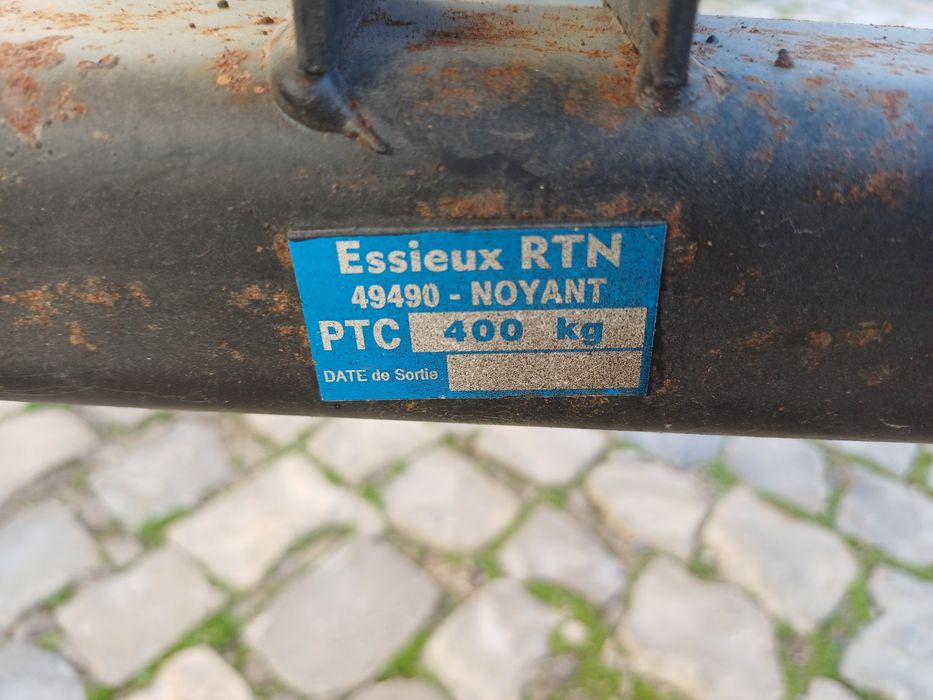 Essieux RTN
49490 - NOYANT
PTC 400 kg
DATE de Sortie